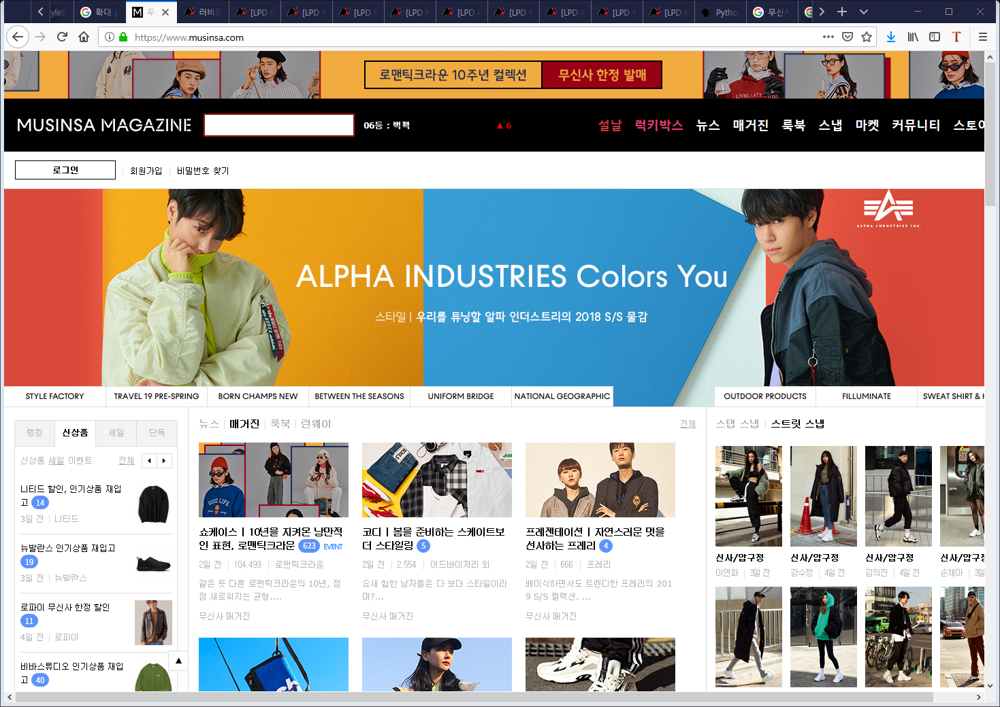 yleS
확대
무
러비의
[LPD
[LPD
[LPD
[LPD
[LPD
[LPD
[LPD
[LPD
[LPD
Pytho
무신사
https://www.musinsa.com
로맨틱크라운 10주년 컬렉션
무신사 한정 발매
MUSINSA MAGAZINE
06등 : 백팩
▲ 6
설날 럭키박스 뉴스 매거진 룩북 스냅 마켓 커뮤니티 스토어
로그인
회원가입
비밀번호 찾기
ALPHA INDUSTRIES INC.
ALPHA INDUSTRIES Colors You
스타일 | 우리를 튜닝할 알파 인더스트리의 2018 S/S 물감
STYLE FACTORY
TRAVEL 19 PRE-SPRING
BORN CHAMPS NEW
BETWEEN THE SEASONS
UNIFORM BRIDGE
NATIONAL GEOGRAPHIC
OUTDOOR PRODUCTS
FILLUMINATE
SWEAT SHIRT &
랭킹
신상품
세일
단독
신상품 세일 이벤트
전체
니티드 할인, 인기상품 재입
고 14
3일 전 | 니티드
뉴발란스 인기상품 재입고
19
3일 전 | 뉴발란스
로파이 무신사 한정 할인
11
4일 전 | 로파이
비바스튜디오 인기상품 재입
고 40
뉴스 | 매거진 | 룩북 | 런웨이
전체
쇼케이스 | 10년을 지켜온 낭만적
인 표현, 로맨틱크라운 623 EVENT
2일 전 | 104,499 | 로맨틱크라운
같은 듯 다른 로맨틱크라운의 10년, 점
점 새로워지는 균형....
무신사 매거진
코디 | 봄을 준비하는 스케이트보
더 스타일링 5
2일 전 | 2,554 | 어드바이저리 외
요새 힙한 남자들은 다 보더 스타일이라
며?...
무신사 매거진
프레젠테이션 | 자연스러운 멋을
선사하는 프레리 4
2일 전 | 666 | 프레리
베이식하면서도 트렌디한 프레리의 201
9 S/S 컬렉션. ...
무신사 매거진
스탭 스냅 | 스트릿 스냅
신사/압구정
이연화 | 3일 전
신사/압구정
강수정 | 4일 전
신사/압구정
김의진 | 4일 전
신사/압구정
손채아 | 3일